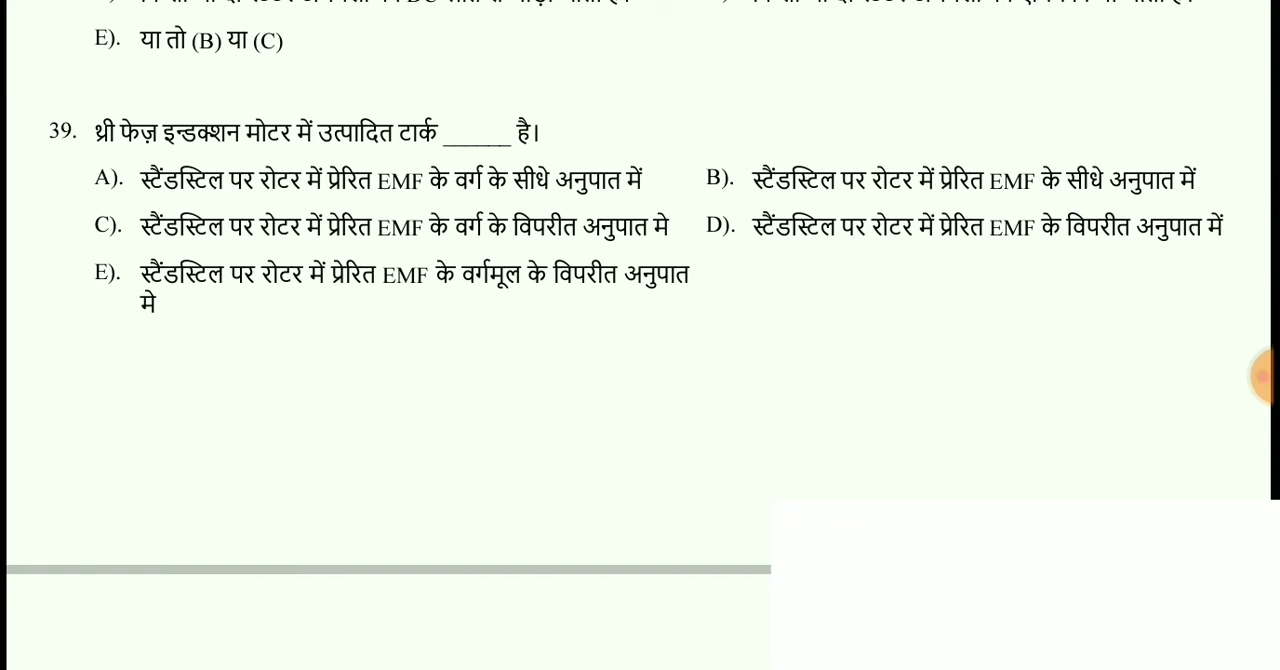 E). या तो (B) या (C)
39. थ्री फेज़ इन्डक्शन मोटर में उत्पादित टार्क ______ है।
A). स्टैंडस्टिल पर रोटर में प्रेरित EMF के वर्ग के सीधे अनुपात में B). स्टैंडस्टिल पर रोटर में प्रेरित EMF के सीधे अनुपात में
C). स्टैंडस्टिल पर रोटर में प्रेरित EMF के वर्ग के विपरीत अनुपात मे D). स्टैंडस्टिल पर रोटर में प्रेरित EMF के विपरीत अनुपात में
E). स्टैंडस्टिल पर रोटर में प्रेरित EMF के वर्गमूल के विपरीत अनुपात
मे